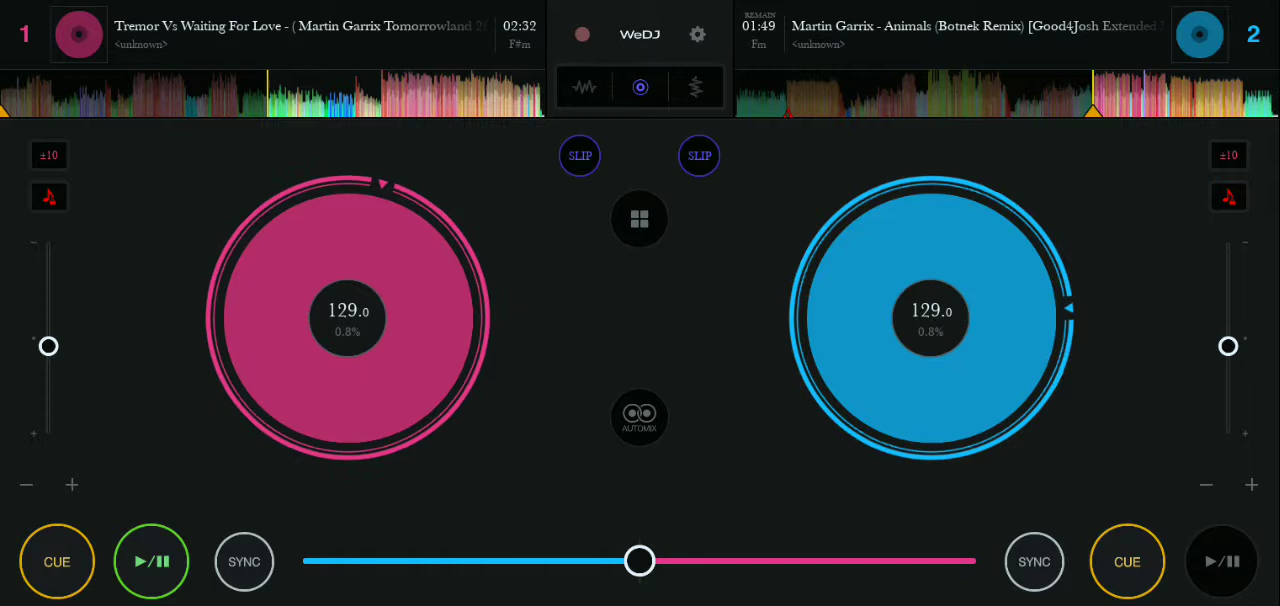 1
Tremor Vs Waiting For Love - ( Martin Garrix Tomorrowland 2
<unknown>
02:32
F#m
WeDJ
REMAIN
01:49
Fm
Martin Garrix - Animals (Botnek Remix) [Good4Josh Extended
<unknown>
2
±10
SLIP
SLIP
±10
129.0
0.8%
129.0
0.8%
AUTOMIX
CUE
SYNC
SYNC
CUE